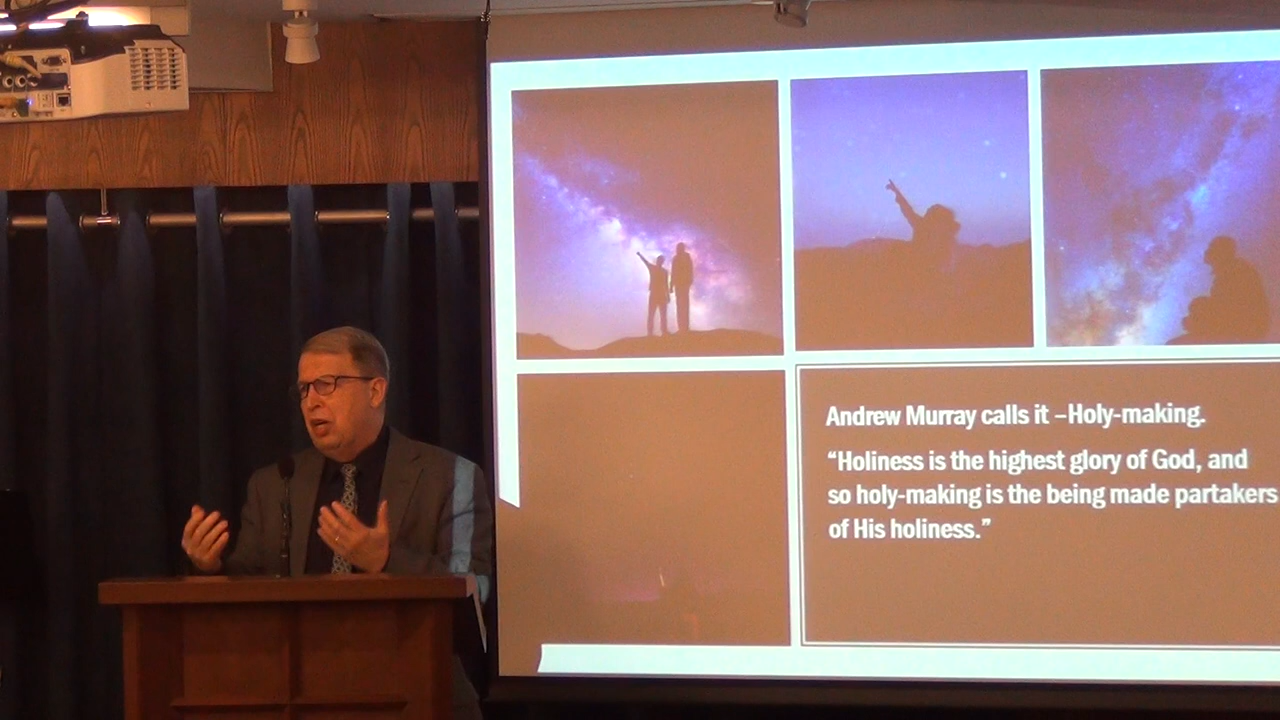 Andrew Murray calls it –Holy-making.
“Holiness is the highest glory of God, and
so holy-making is the being made partakers
of His holiness.”